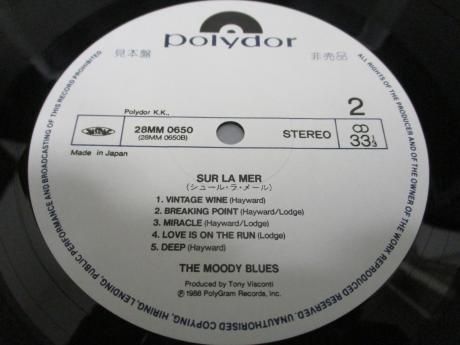 polydor
見本盤
非売品
Polydor K.K.,
28MM 0650
(28MM 0650B)
Made in Japan
2
STEREO
33 1/3
SUR LA MER
(シュール・ラ・メール)
1. VINTAGE WINE (Hayward)
2. BREAKING POINT (Hayward/Lodge)
3. MIRACLE (Hayward/Lodge)
4. LOVE IS ON THE RUN (Lodge)
5. DEEP (Hayward)
THE MOODY BLUES
Produced by Tony Visconti
℗ 1988 PolyGram Records, Inc.
ALL RIGHTS OF THE PRODUCER AND OF THE OWNER OF THE WORK REPRODUCED RESERVED. UNAUTHORISED COPYING, HIRING, LENDING, PUBLIC PERFORMANCE AND BROADCASTING OF THIS RECORD PROHIBITED